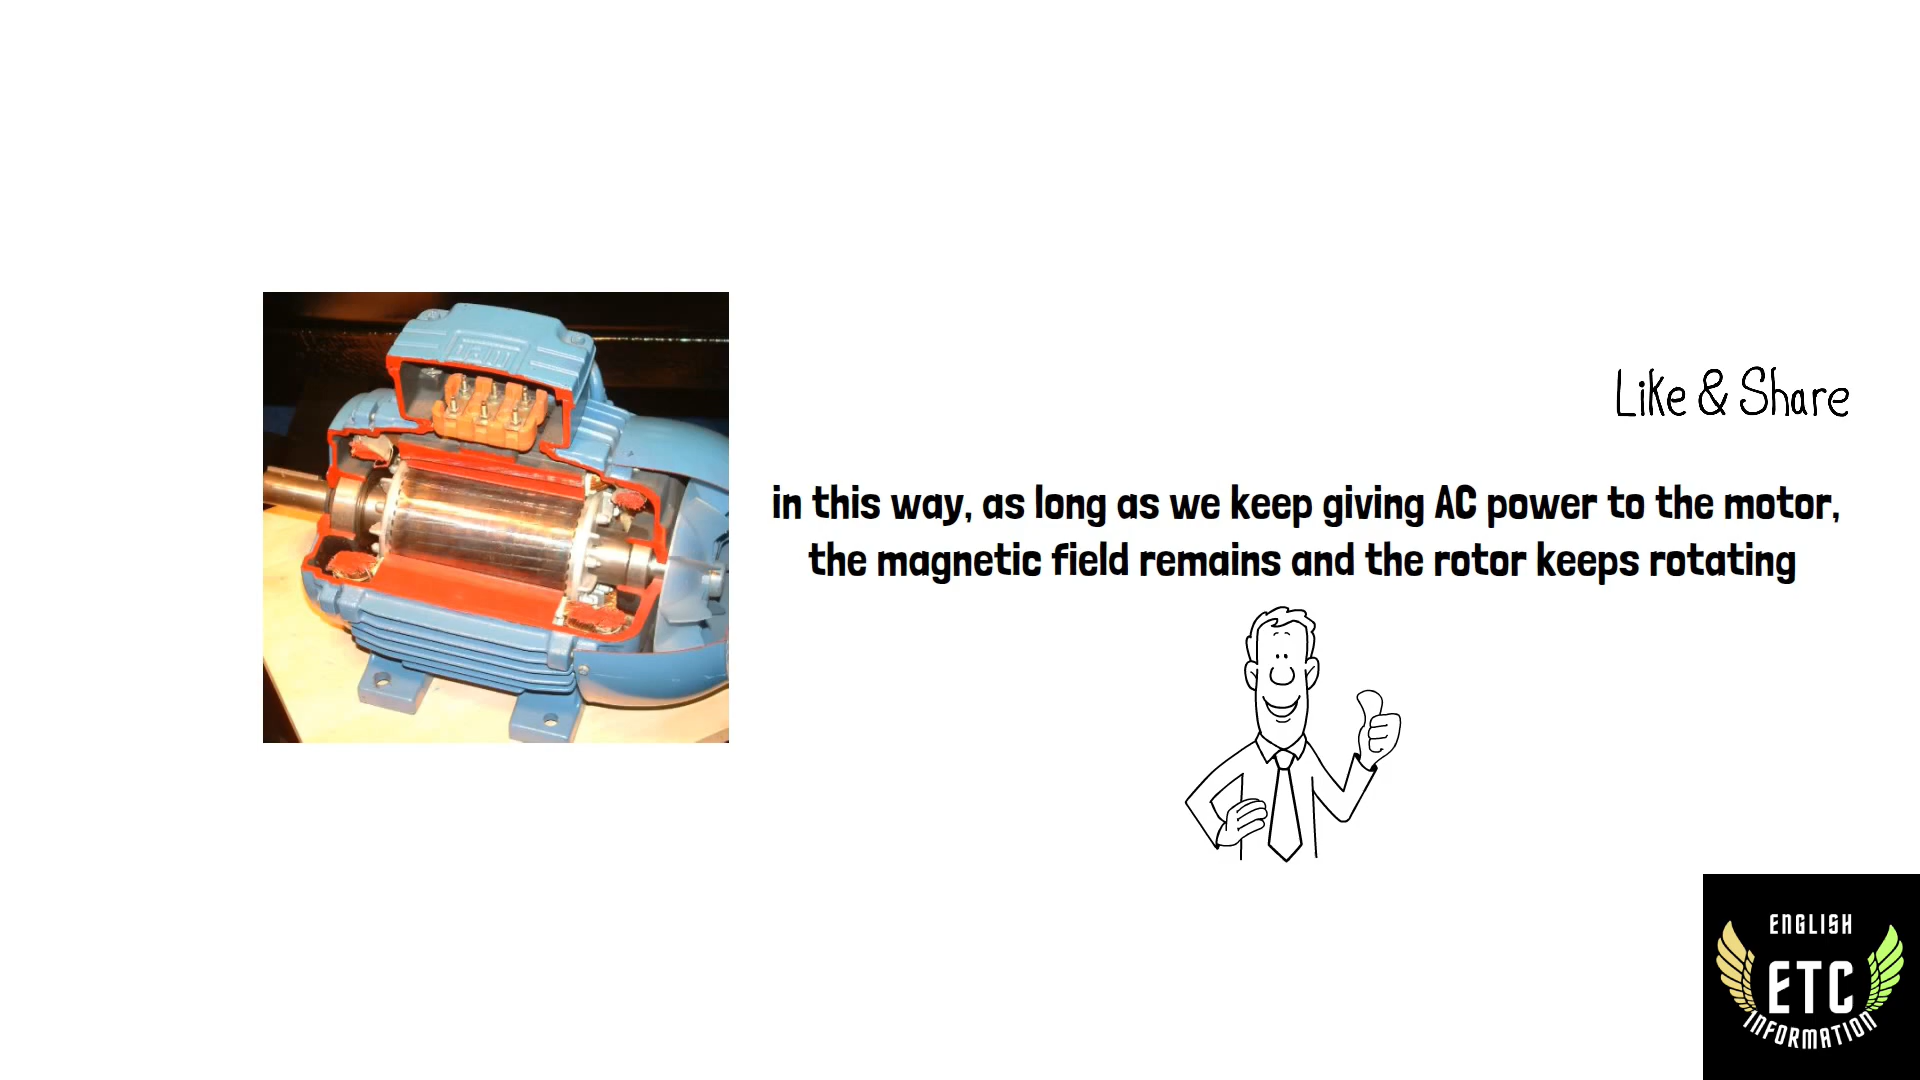 Like & Share
in this way, as long as we keep giving AC power to the motor,
the magnetic field remains and the rotor keeps rotating
ENGLISH
ETC
INFORMATION